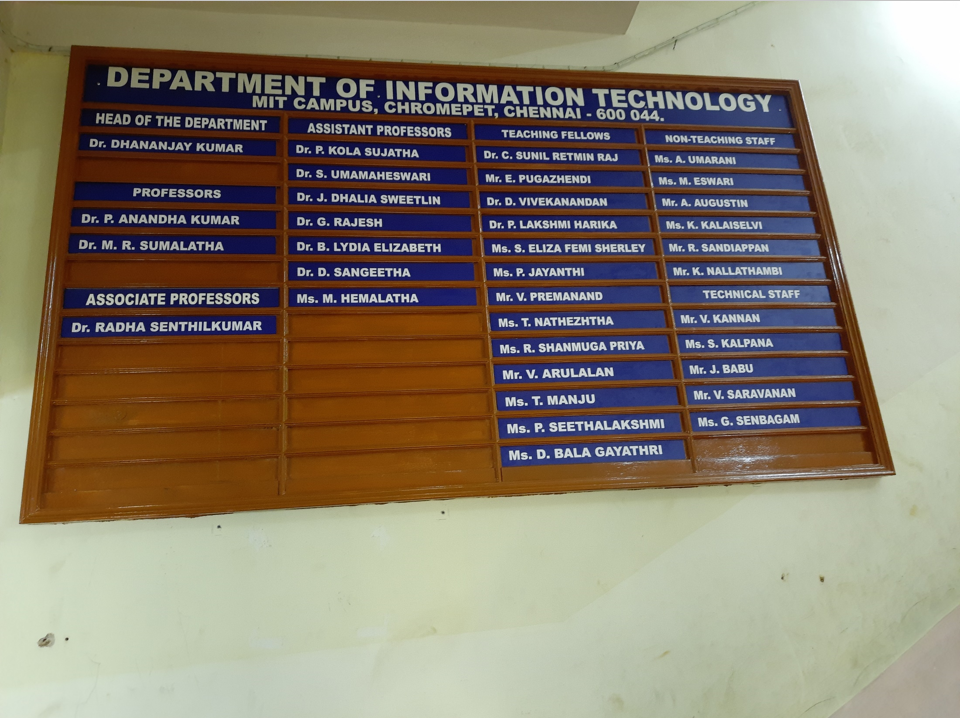 DEPARTMENT OF INFORMATION TECHNOLOGY
MIT CAMPUS, CHROMEPET, CHENNAI - 600 044.
HEAD OF THE DEPARTMENT
Dr. DHANANJAY KUMAR
PROFESSORS
Dr. P. ANANDHA KUMAR
Dr. M. R. SUMALATHA
ASSOCIATE PROFESSORS
Dr. RADHA SENTHILKUMAR
ASSISTANT PROFESSORS
Dr. P. KOLA SUJATHA
Dr. S. UMAMAHESWARI
Dr. J. DHALIA SWEETLIN
Dr. G. RAJESH
Dr. B. LYDIA ELIZABETH
Dr. D. SANGEETHA
Ms. M. HEMALATHA
TEACHING FELLOWS
Dr. C. SUNIL RETMIN RAJ
Mr. E. PUGAZHENDI
Dr. D. VIVEKANANDAN
Dr. P. LAKSHMI HARIKA
Ms. S. ELIZA FEMI SHERLEY
Ms. P. JAYANTHI
Mr. V. PREMANAND
Ms. T. NATHEZHTHA
Ms. R. SHANMUGA PRIYA
Mr. V. ARULALAN
Ms. T. MANJU
Ms. P. SEETHALAKSHMI
Ms. D. BALA GAYATHRI
NON-TEACHING STAFF
Ms. A. UMARANI
Ms. M. ESWARI
Mr. A. AUGUSTIN
Ms. K. KALAISELVI
Mr. R. SANDIAPPAN
Mr. K. NALLATHAMBI
TECHNICAL STAFF
Mr. V. KANNAN
Ms. S. KALPANA
Mr. J. BABU
Mr. V. SARAVANAN
Ms. G. SENBAGAM